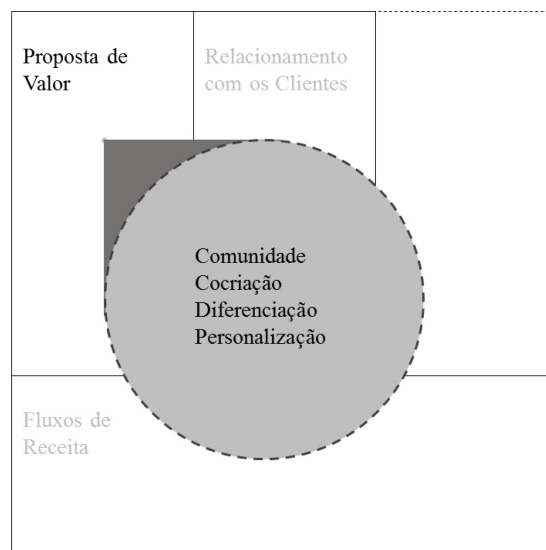 Proposta de
Valor
Relacionamento
com os Clientes
Comunidade
Cocriação
Diferenciação
Personalização
Fluxos de
Receita